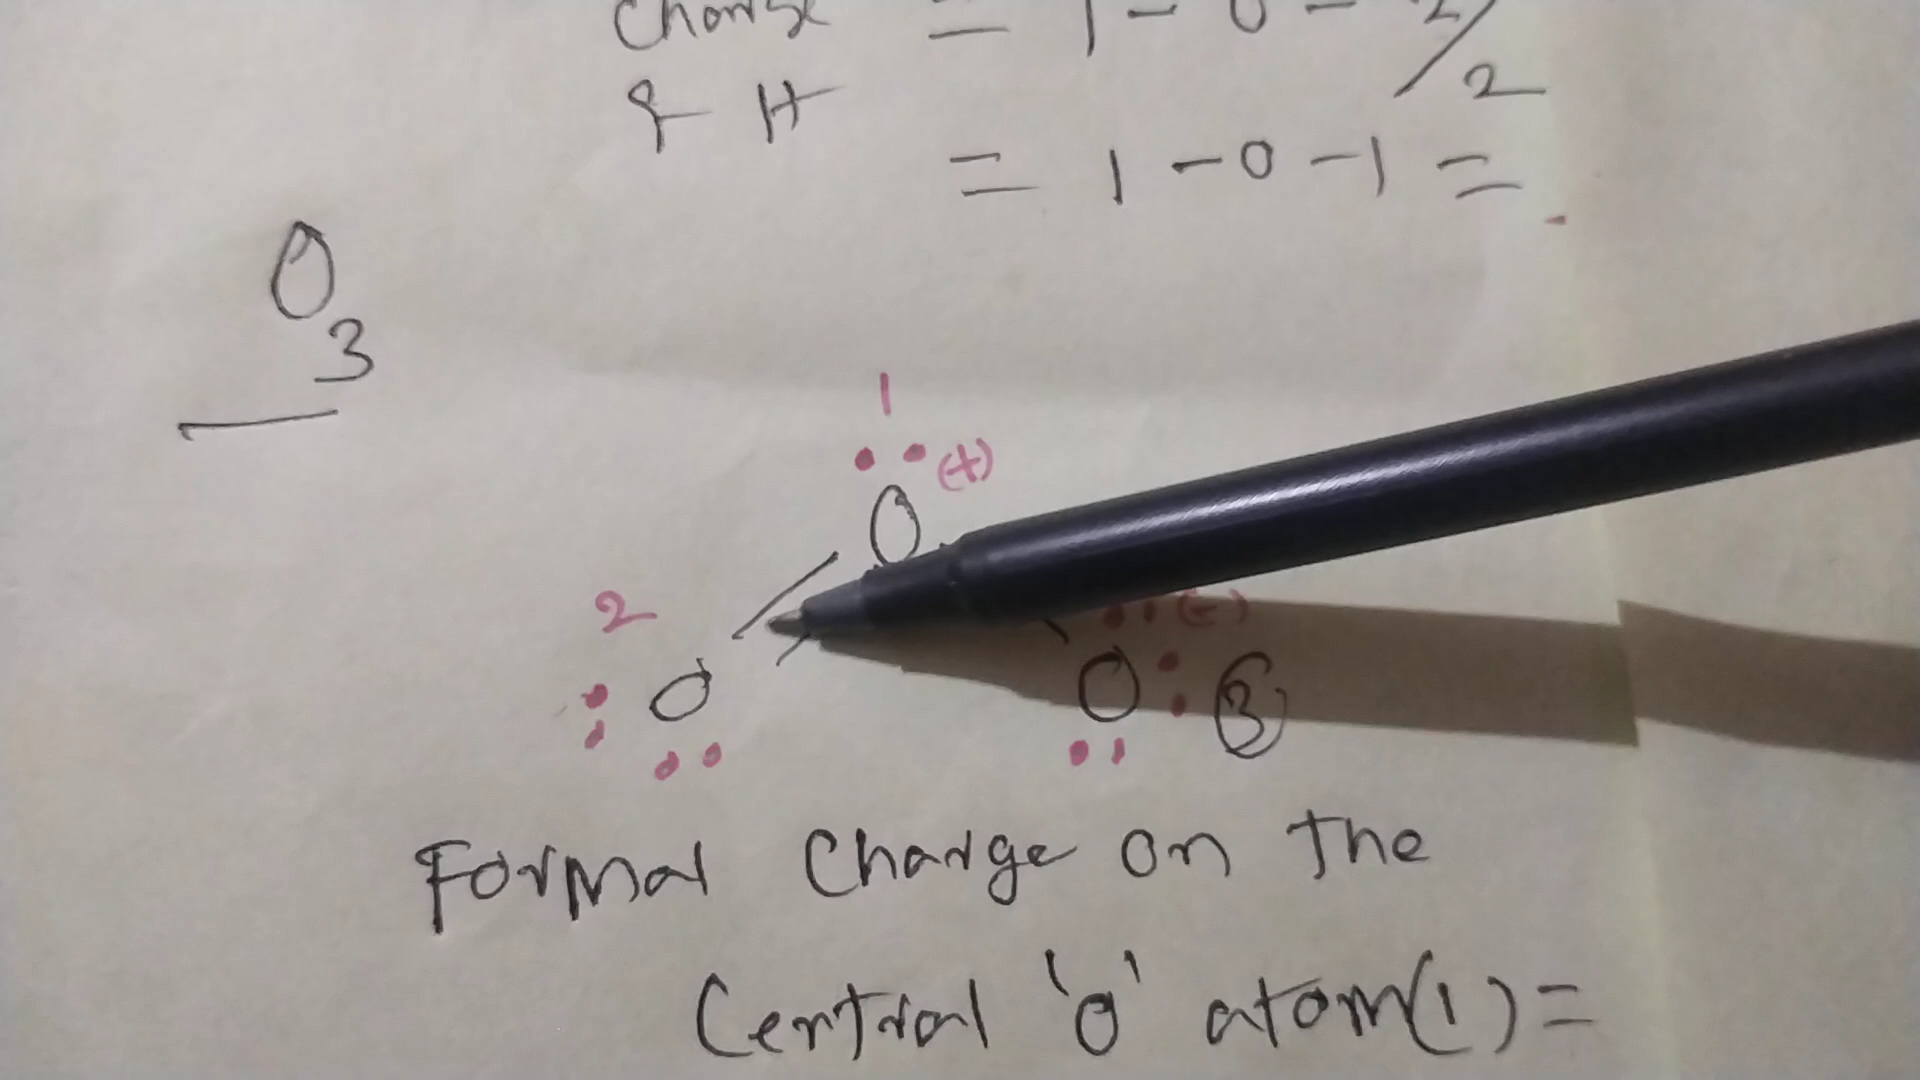 Charge = 1 - 0 - 2/2
of H
= 1 - 0 - 1 =
O3
1
(+)
O
2
(-)
O O 3
Formal Charge on the
Central 'O' atom(1) =